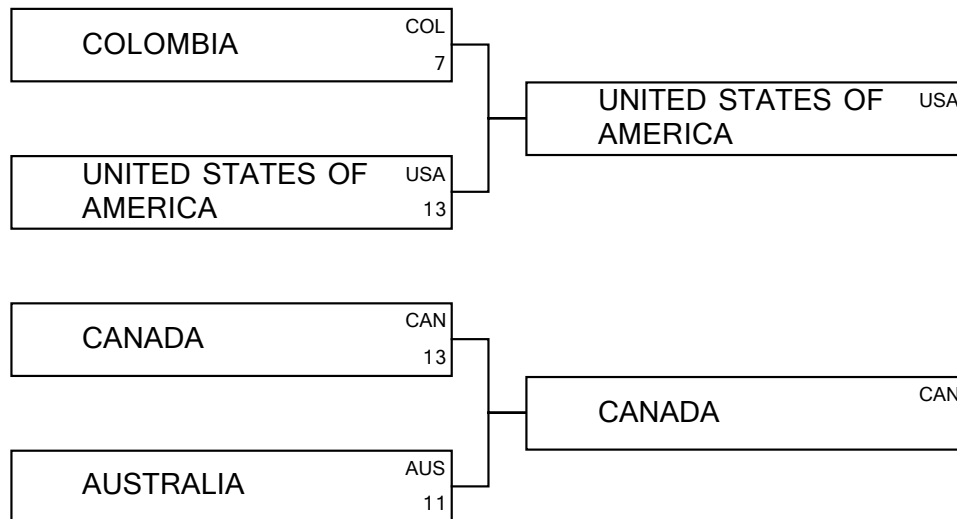 COLOMBIA COL
7
UNITED STATES OF USA
AMERICA
UNITED STATES OF USA
AMERICA 13
CANADA CAN
13
CANADA CAN
AUSTRALIA AUS
11